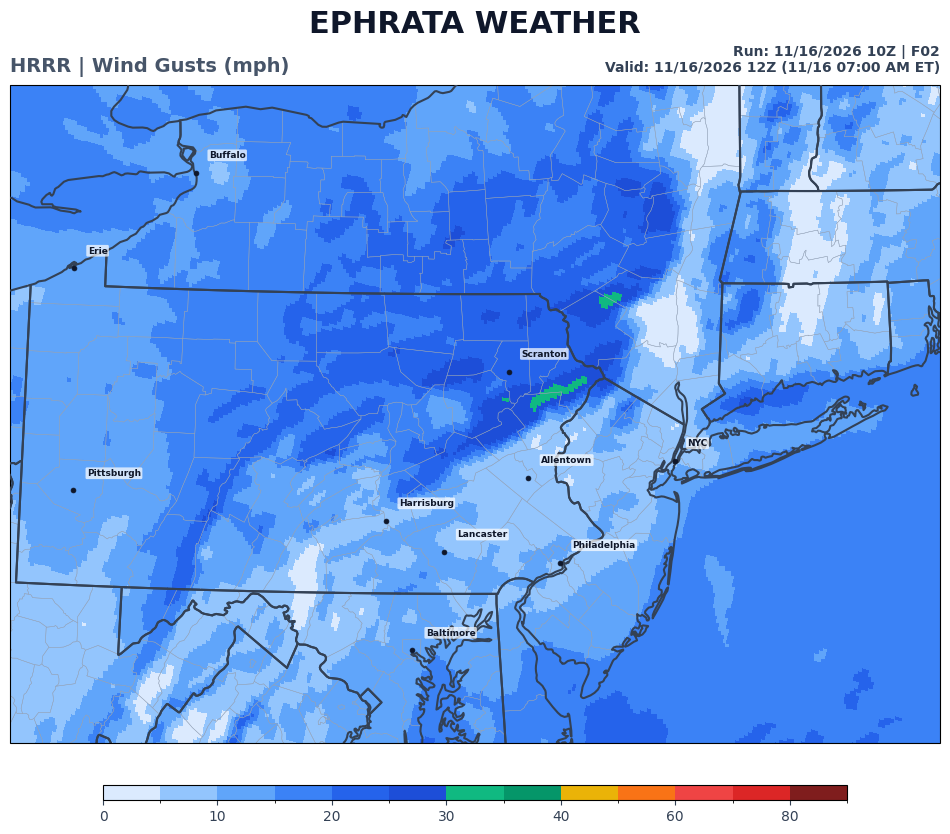 EPHRATA WEATHER
HRRR | Wind Gusts (mph)
Run: 11/16/2026 10Z | F02
Valid: 11/16/2026 12Z (11/16 07:00 AM ET)
Buffalo
Erie
Scranton
NYC
Allentown
Pittsburgh
Harrisburg
Lancaster
Philadelphia
Baltimore
0 10 20 30 40 60 80